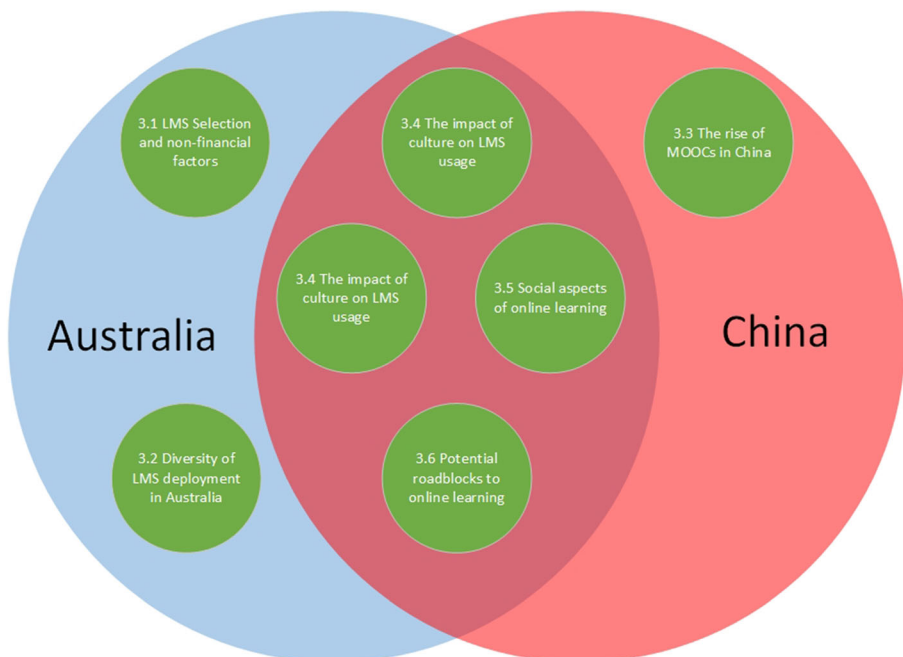 3.1 LMS Selection
and non-financial
factors
3.4 The impact of
culture on LMS
usage
3.3 The rise of
MOOCs in China
3.4 The impact of
culture on LMS
usage
3.5 Social aspects
of online learning
Australia
China
3.2 Diversity of
LMS deployment
in Australia
3.6 Potential
roadblocks to
online learning